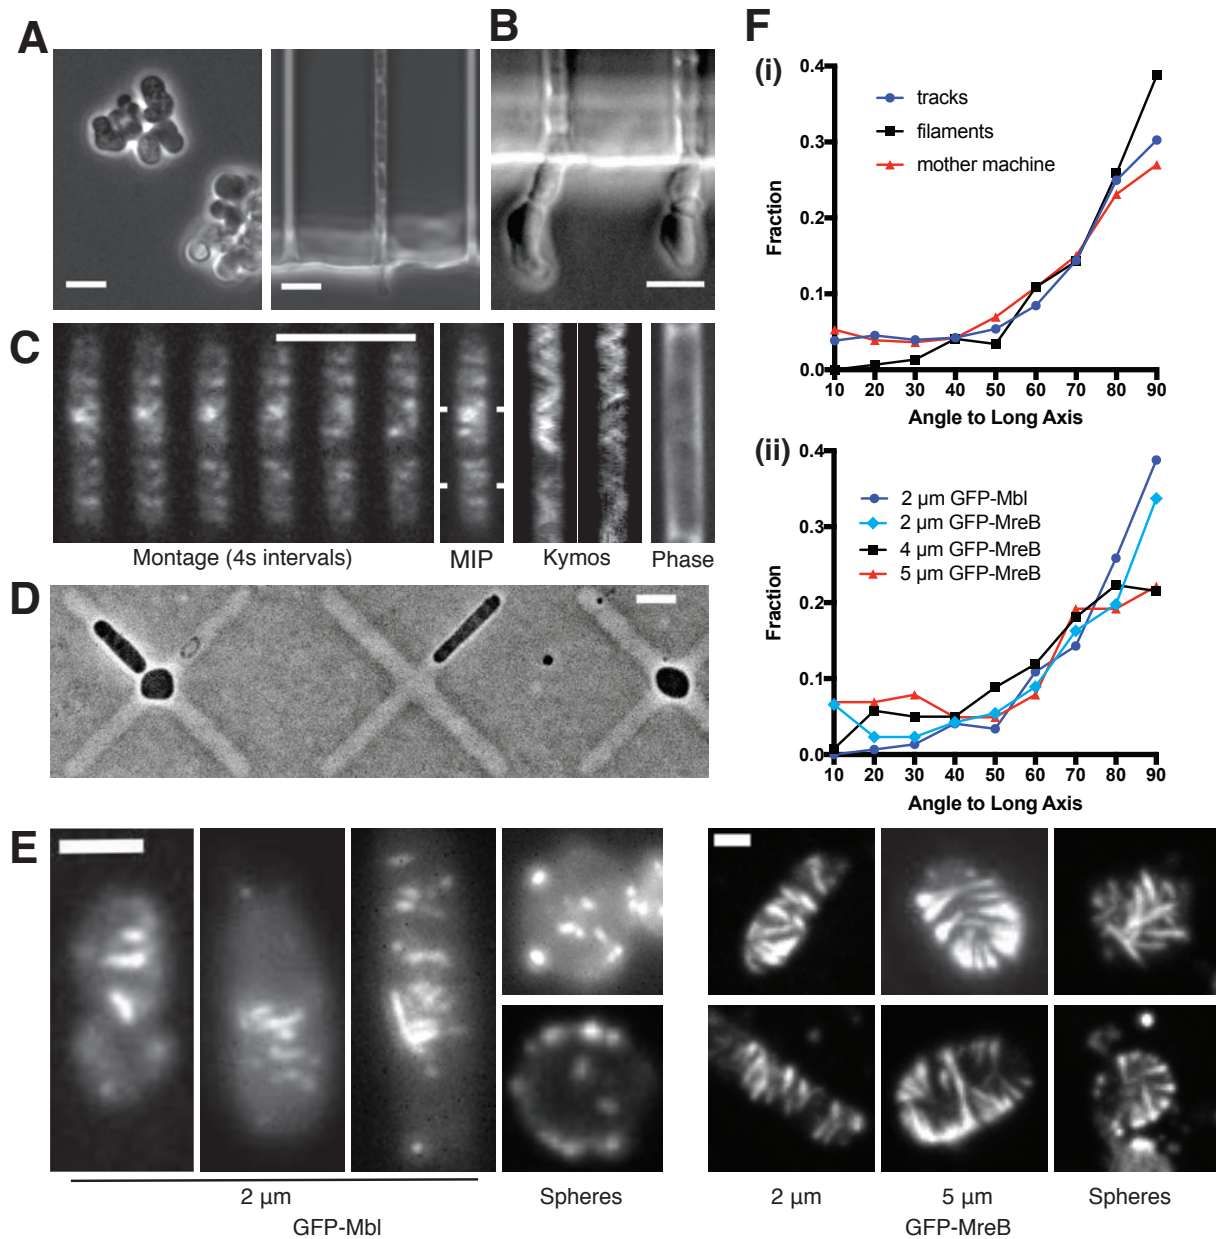 A
B
F
(i)
0.4
0.3
0.2
0.1
0.0
Fraction
tracks
filaments
mother machine
10 20 30 40 50 60 70 80 90
Angle to Long Axis
C
Montage (4s intervals)
MIP
Kymos
Phase
(ii)
0.4
0.3
0.2
0.1
0.0
Fraction
2 µm GFP-Mbl
2 µm GFP-MreB
4 µm GFP-MreB
5 µm GFP-MreB
10 20 30 40 50 60 70 80 90
Angle to Long Axis
D
E
2 µm
Spheres
GFP-Mbl
2 µm
5 µm
Spheres
GFP-MreB